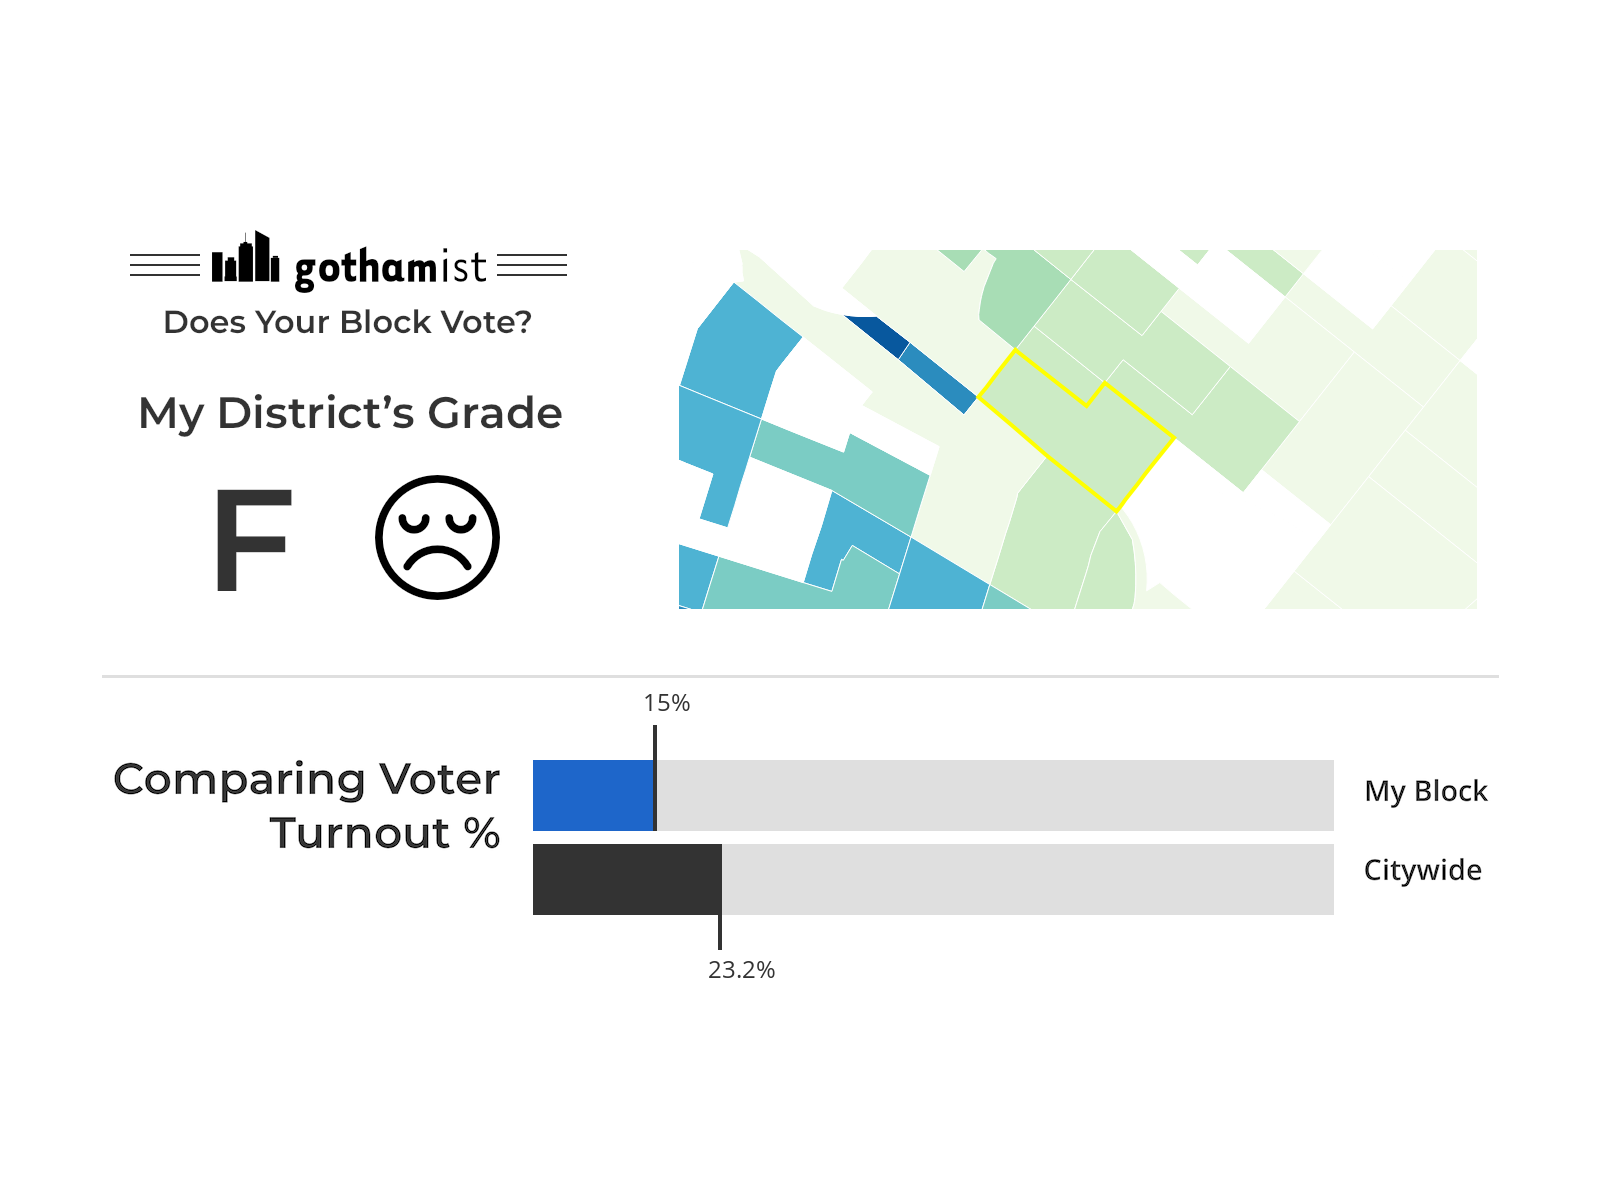 gothamist
Does Your Block Vote?
My District’s Grade
F
15%
Comparing Voter
Turnout %
My Block
Citywide
23.2%